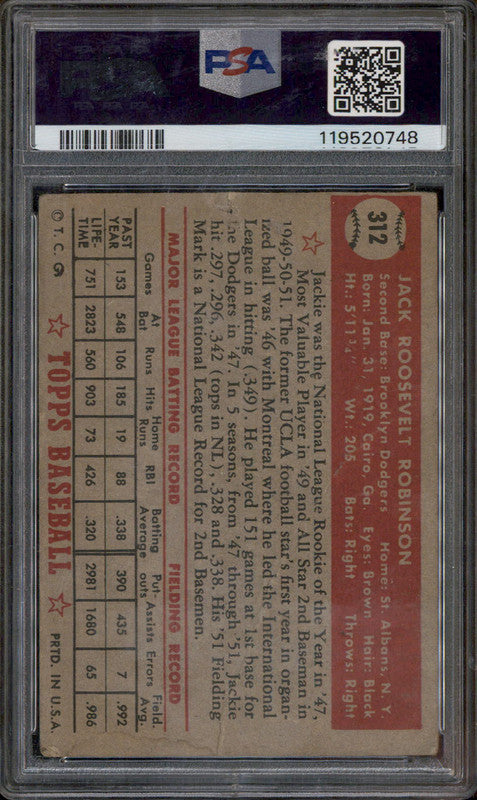 PSA
119520748
312
JACK ROOSEVELT ROBINSON
Second Base: Brooklyn Dodgers Home: St. Albans, N. Y.
Born: Jan. 31, 1919, Cairo, Ga. Eyes: Brown Hair: Black
Ht.: 5'11¾" Wt.: 205 Bats: Right Throws: Right
Jackie was the National League Rookie of the Year in '47,
Most Valuable Player in '49 and All Star 2nd Baseman in
1949-50-51. The former UCLA football star's first year in organ-
ized ball was '46 with Montreal where he led the International
League in hitting (.349). He played 151 games at 1st base for
the Dodgers in '47. In 5 seasons, from '47 through '51, Jackie
hit .297, .296, .342 (tops in NL), .328 and .338. His '51 Fielding
Mark is a National League Record for 2nd Basemen.
MAJOR LEAGUE BATTING RECORD FIELDING RECORD
Games At Bat Runs Hits Home Runs RBI Batting Average Put-outs Assists Errors Field. Avg.
PAST YEAR 153 548 106 185 19 88 .338 390 435 7 .992
LIFE-TIME 751 2823 560 903 73 426 .320 2981 1680 65 .986
© T. C. G. TOPPS BASEBALL PRTD. IN U.S.A.